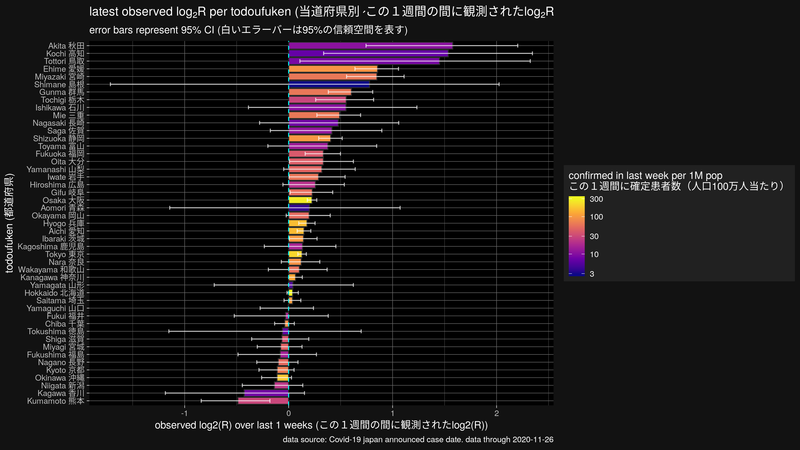 latest observed log2R per todoufuken (当道府県別 この１週間の間に観測されたlog2R
error bars represent 95% CI (白いエラーバーは95%の信頼空間を表す)
todoufuken (都道府県)
Akita 秋田
Kochi 高知
Tottori 鳥取
Ehime 愛媛
Miyazaki 宮崎
Shimane 島根
Gunma 群馬
Tochigi 栃木
Ishikawa 石川
Mie 三重
Nagasaki 長崎
Saga 佐賀
Shizuoka 静岡
Toyama 富山
Fukuoka 福岡
Oita 大分
Yamanashi 山梨
Iwate 岩手
Hiroshima 広島
Gifu 岐阜
Osaka 大阪
Aomori 青森
Okayama 岡山
Hyogo 兵庫
Aichi 愛知
Ibaraki 茨城
Kagoshima 鹿児島
Tokyo 東京
Nara 奈良
Wakayama 和歌山
Kanagawa 神奈川
Yamagata 山形
Hokkaido 北海道
Saitama 埼玉
Yamaguchi 山口
Fukui 福井
Chiba 千葉
Tokushima 徳島
Shiga 滋賀
Miyagi 宮城
Fukushima 福島
Nagano 長野
Kyoto 京都
Okinawa 沖縄
Niigata 新潟
Kagawa 香川
Kumamoto 熊本
-1 0 1 2
observed log2(R) over last 1 weeks (この１週間の間に観測されたlog2(R))
data source: Covid-19 japan announced case date. data through 2020-11-26
confirmed in last week per 1M pop
この１週間に確定患者数（人口100万人当たり）
300
100
30
10
3